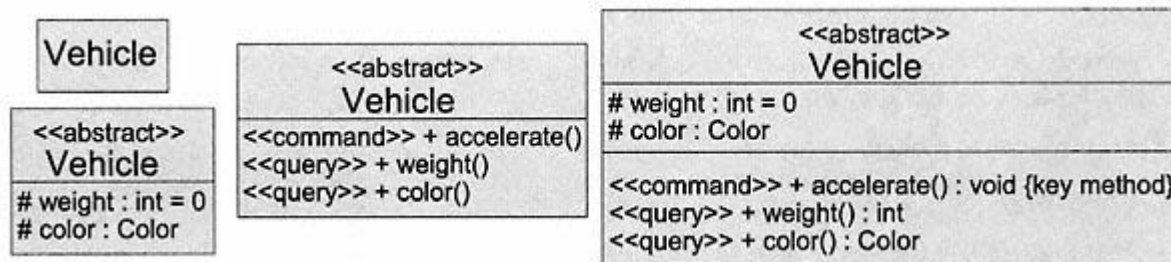 Vehicle
<<abstract>>
Vehicle
# weight : int = 0
# color : Color
<<abstract>>
Vehicle
<<command>> + accelerate()
<<query>> + weight()
<<query>> + color()
<<abstract>>
Vehicle
# weight : int = 0
# color : Color
<<command>> + accelerate() : void {key method}
<<query>> + weight() : int
<<query>> + color() : Color